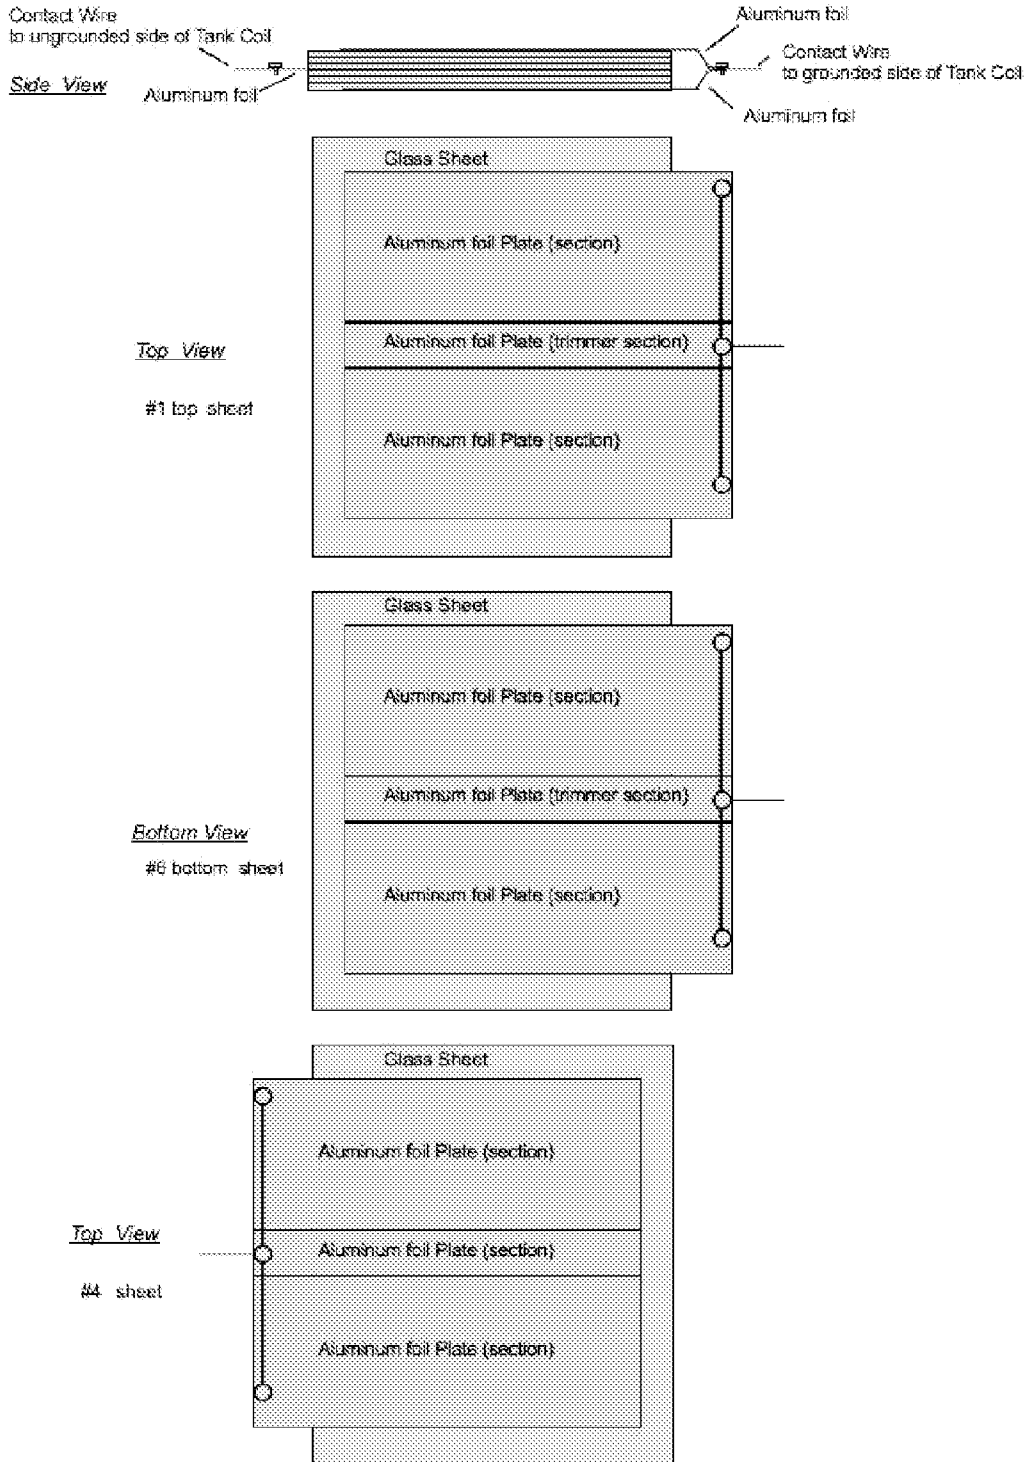 Contact Wire
to ungrounded side of Tank Coil
Aluminum foil
Contact Wire
to grounded side of Tank Coil
Side View
Aluminum foil
Aluminum foil
Glass Sheet
Aluminum foil Plate (section)
Aluminum foil Plate (trimmer section)
Top View
#1 top sheet
Aluminum foil Plate (section)
Glass Sheet
Aluminum foil Plate (section)
Aluminum foil Plate (trimmer section)
Bottom View
#6 bottom sheet
Aluminum foil Plate (section)
Glass Sheet
Aluminum foil Plate (section)
Top View
Aluminum foil Plate (section)
#4 sheet
Aluminum foil Plate (section)